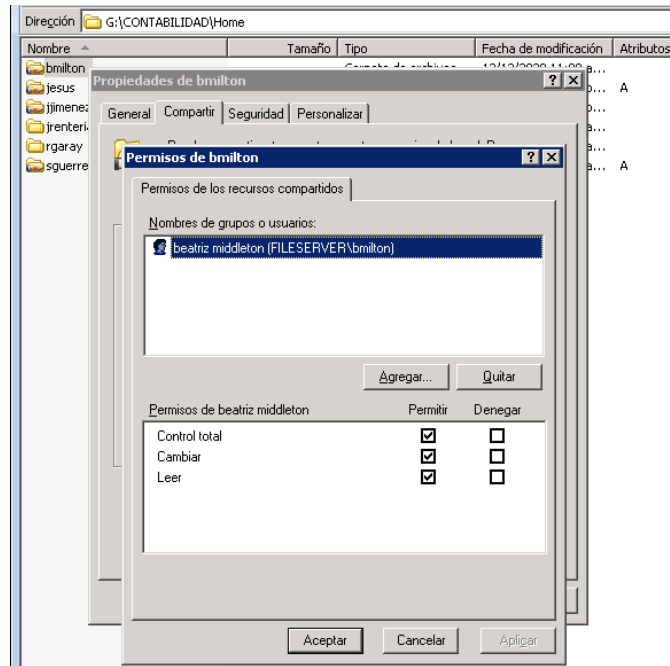 Dirección G:\CONTABILIDAD\Home
Nombre Tamaño Tipo Fecha de modificación Atributos
bmilton
Propiedades de bmilton
jesus A
General Compartir Seguridad Personalizar
Permisos de bmilton
rgaray
sguerre A
Permisos de los recursos compartidos
Nombres de grupos o usuarios:
beatriz middleton (FILESERVER\bmilton)
Agregar... Quitar
Permisos de beatriz middleton Permitir Denegar
Control total
Cambiar
Leer
Aceptar Cancelar Aplicar